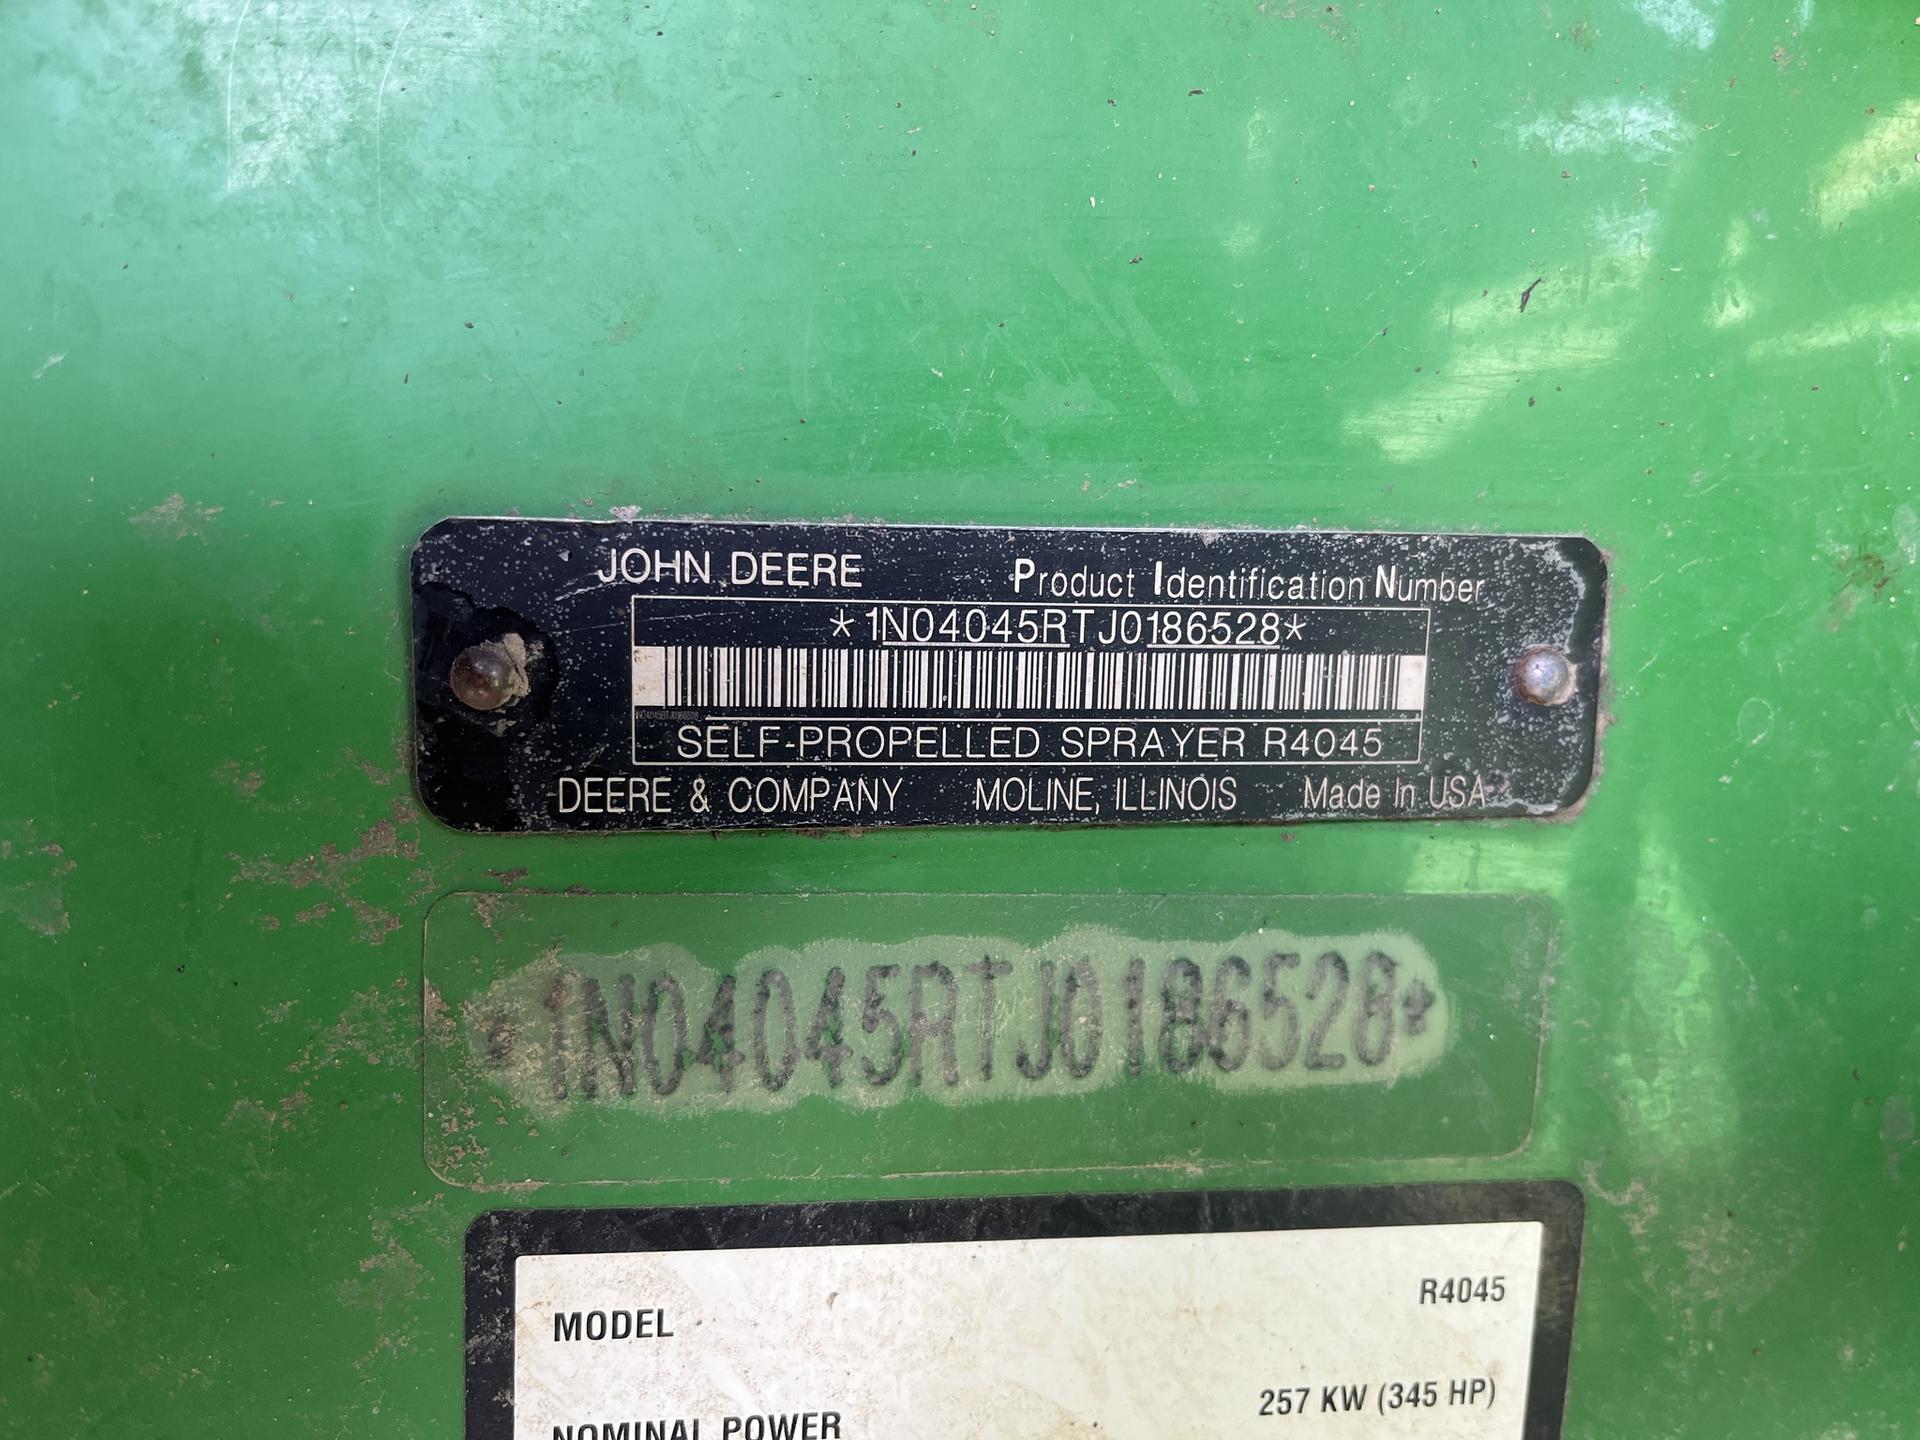 JOHN DEERE Product Identification Number
*1N04045RTJ0186528*
1N04045RTJ0186528
SELF-PROPELLED SPRAYER R4045
DEERE & COMPANY MOLINE, ILLINOIS Made In USA
*1N04045RTJ0186528*
MODEL R4045
NOMINAL POWER 257 KW (345 HP)